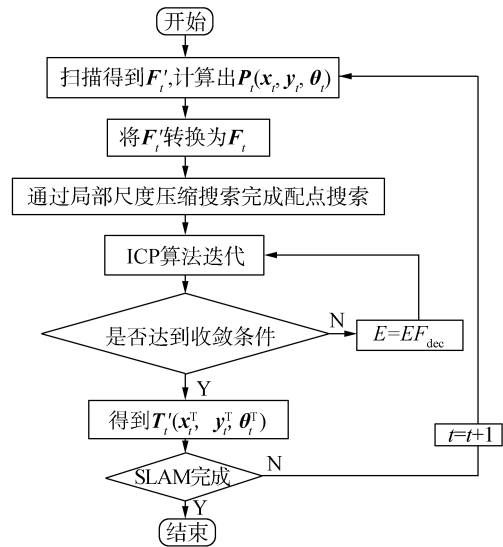 开始
扫描得到F_t′,计算出P_t(x_t, y_t, θ_t)
将F_t′转换为F_t
通过局部尺度压缩搜索完成配点搜索
ICP算法迭代
是否达到收敛条件
N
E=EF_dec
Y
得到T_t′(x_t^T, y_t^T, θ_t^T)
t=t+1
SLAM完成
N
Y
结束